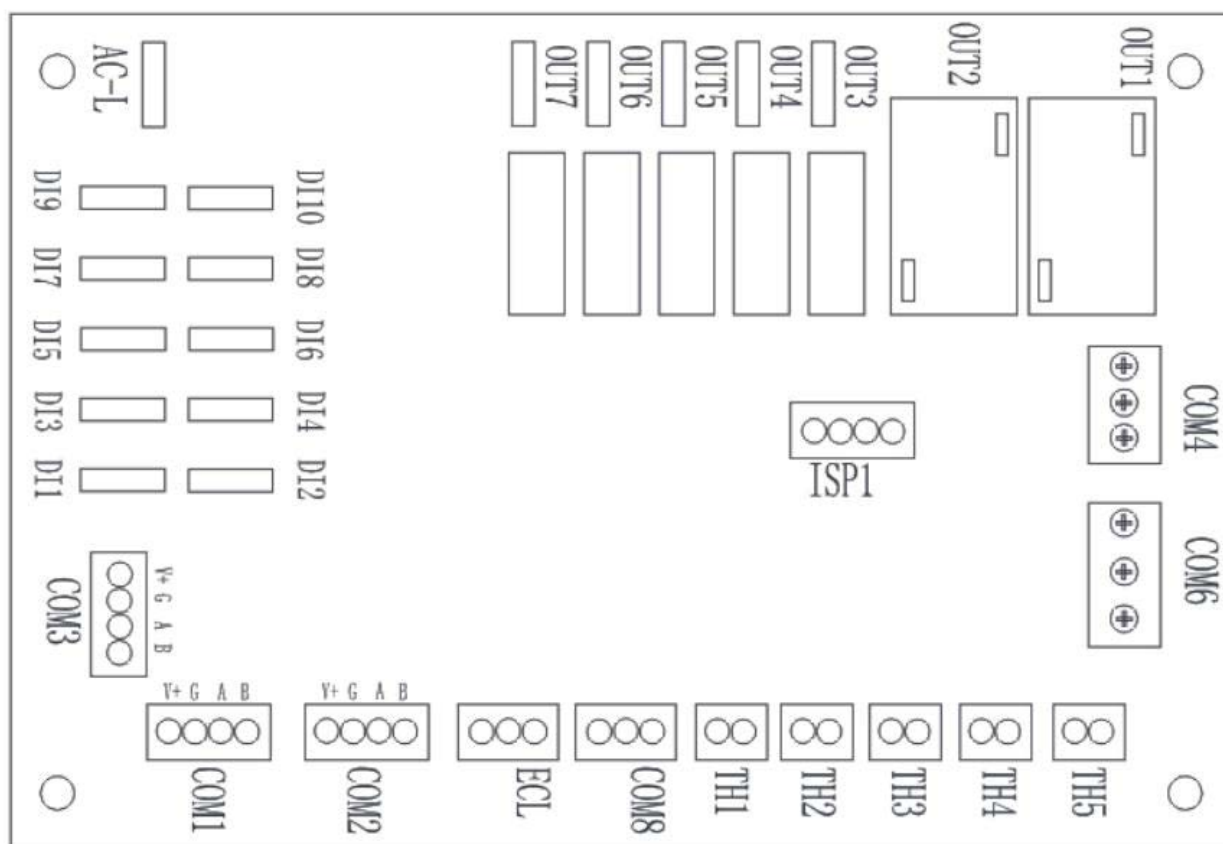 AC-L
OUT7
OUT6
OUT5
OUT4
OUT3
OUT2
OUT1
DI9
DI10
DI7
DI8
DI5
DI6
DI3
DI4
DI1
DI2
ISP1
COM4
COM6
COM3
V+ G A B
V+ G A B
V+ G A B
COM1
COM2
ECL
COM8
TH1
TH2
TH3
TH4
TH5